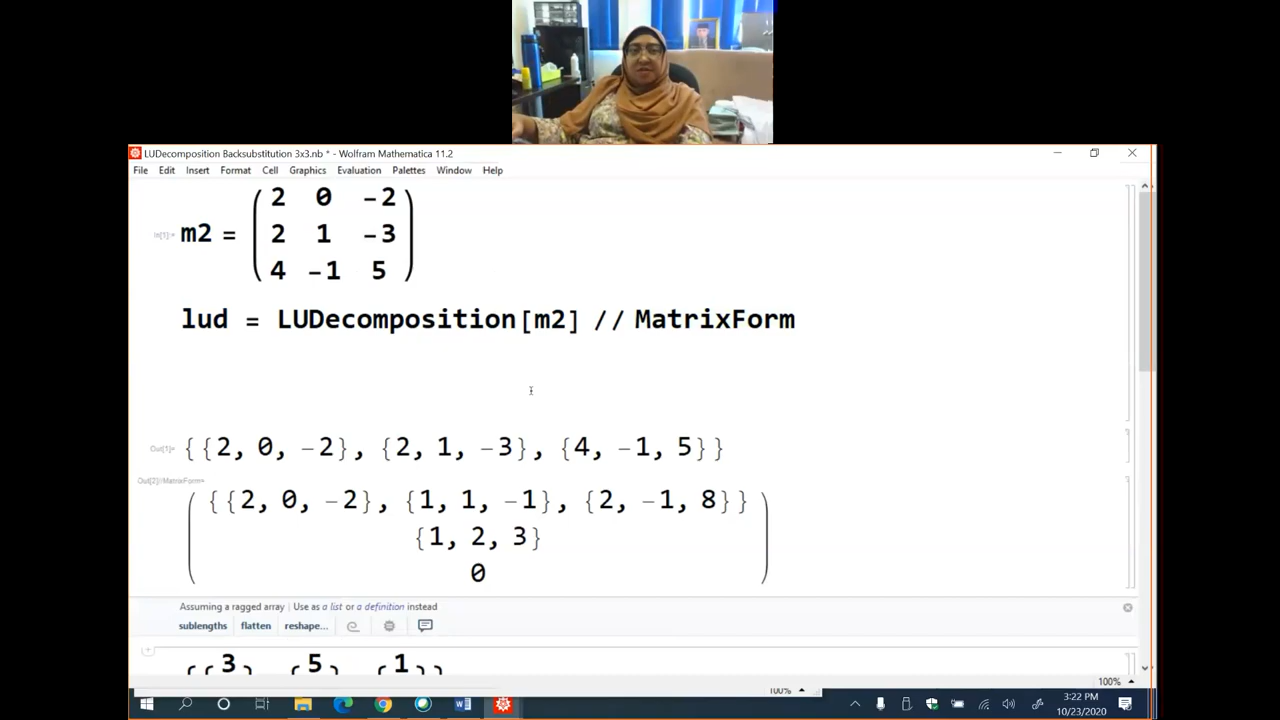 LUDecomposition Backsubstitution 3x3.nb * - Wolfram Mathematica 11.2
File Edit Insert Format Cell Graphics Evaluation Palettes Window Help
2 0 -2
In[1]:= m2 = 2 1 -3
4 -1 5
lud = LUDecomposition[m2] // MatrixForm
Out[1]= {{2, 0, -2}, {2, 1, -3}, {4, -1, 5}}
Out[2]//MatrixForm=
{{2, 0, -2}, {1, 1, -1}, {2, -1, 8}}
{1, 2, 3}
0
Assuming a ragged array | Use as a list or a definition instead
sublengths flatten reshape...
3 5 1
100%
100%
3:22 PM
10/23/2020